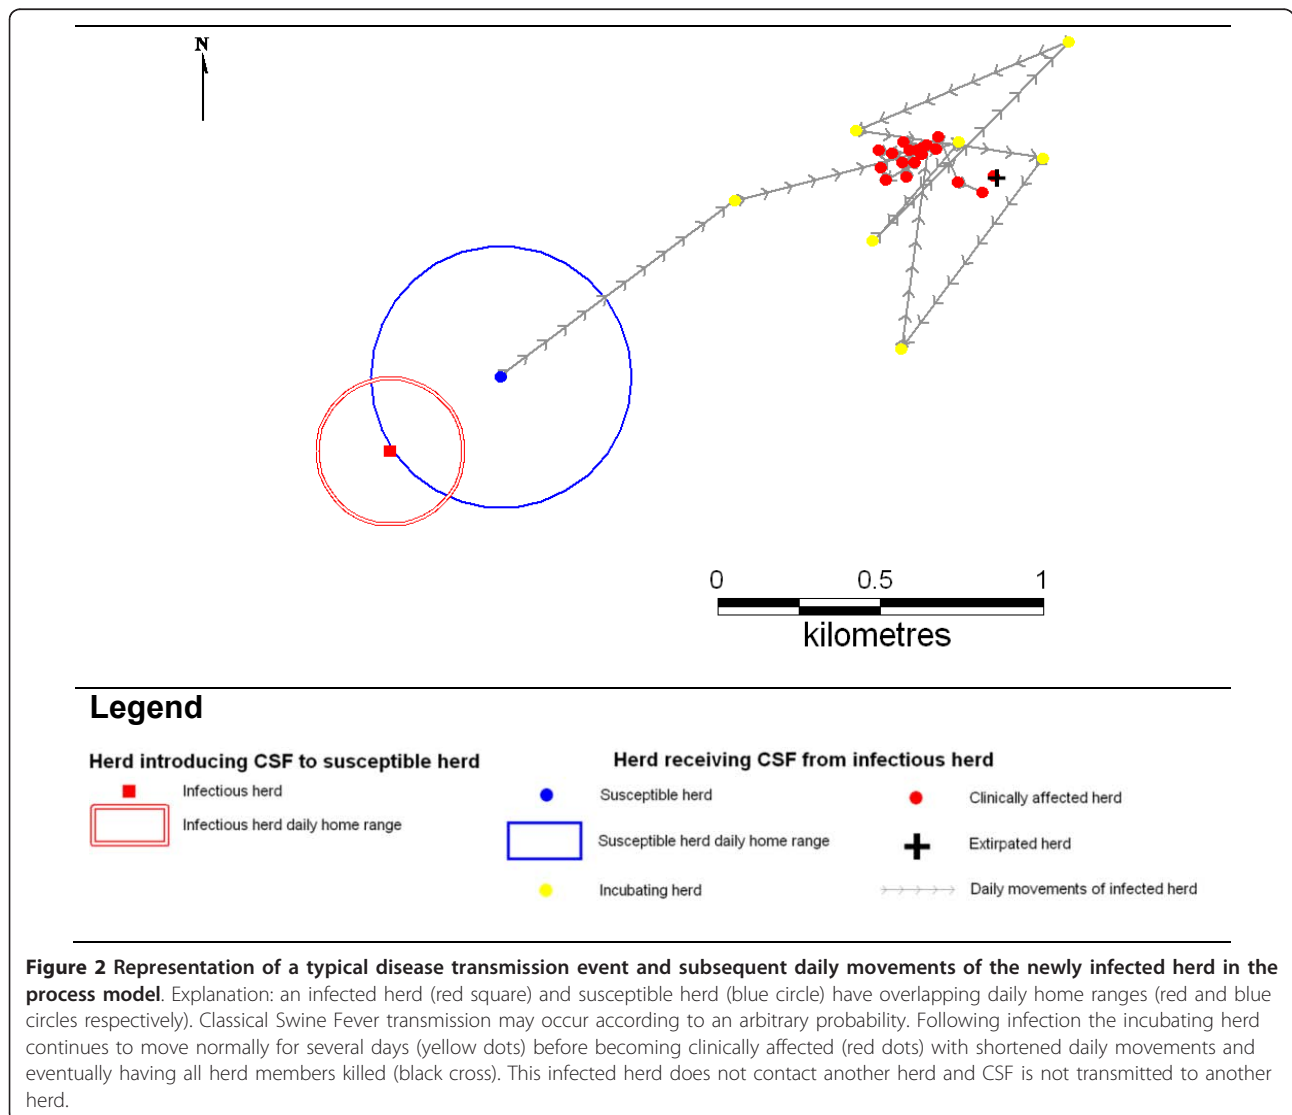 N
0 0.5 1
kilometres
Legend
Herd introducing CSF to susceptible herd
Infectious herd
Infectious herd daily home range
Herd receiving CSF from infectious herd
Susceptible herd
Susceptible herd daily home range
Incubating herd
Clinically affected herd
Extirpated herd
Daily movements of infected herd
Figure 2 Representation of a typical disease transmission event and subsequent daily movements of the newly infected herd in the
process model. Explanation: an infected herd (red square) and susceptible herd (blue circle) have overlapping daily home ranges (red and blue
circles respectively). Classical Swine Fever transmission may occur according to an arbitrary probability. Following infection the incubating herd
continues to move normally for several days (yellow dots) before becoming clinically affected (red dots) with shortened daily movements and
eventually having all herd members killed (black cross). This infected herd does not contact another herd and CSF is not transmitted to another
herd.